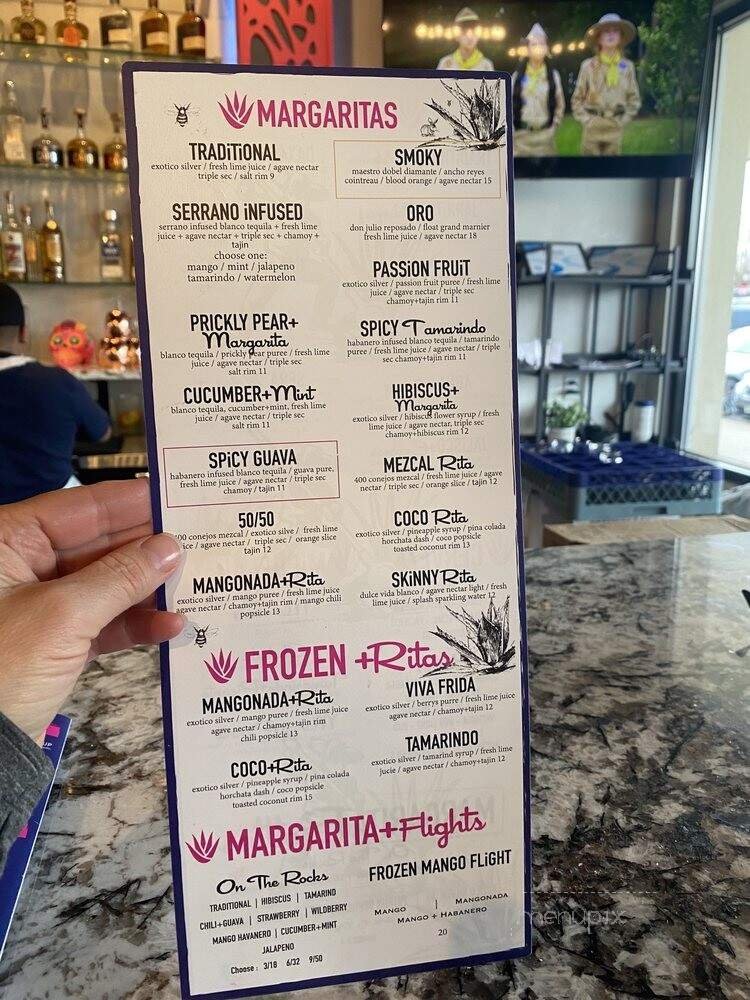 MARGARITAS
TRADiTiONAL
exotico silver / fresh lime juice / agave nectar
triple sec / salt rim 9
SERRANO iNFUSED
serrano infused blanco tequila + fresh lime
juice + agave nectar + triple sec + chamoy +
tajin
choose one:
mango / mint / jalapeno
tamarindo / watermelon
PRICKLY PEAR+
Margarita
blanco tequila / prickly pear puree / fresh lime
juice / agave nectar / triple sec
salt rim 11
CUCUMBER+Mint
blanco tequila, cucumber+mint, fresh lime
juice / agave nectar / triple sec
salt rim 11
SPiCY GUAVA
habanero infused blanco tequila / guava pure,
fresh lime juice / agave nectar / triple sec
chamoy / tajin 11
50/50
400 conejos mezcal / exotico silve / fresh lime
ice / agave nectar / triple sec / orange slice
tajin 12
MANGONADA+Rita
exotico silver / mango puree / fresh lime juice
agave nectar / chamoy+tajin rim / mango chili
popsicle 13
SMOKY
maestro dobel diamante / ancho reyes
cointreau / blood orange / agave nectar 15
ORO
don julio reposado / float grand marnier
fresh lime juice / agave nectar 18
PASSiON FRUiT
exotico silver / passion fruit puree / fresh lime
juice / agave nectar / triple sec
chamoy+tajin rim 11
SPICY Tamarindo
habanero infused blanco tequila / tamarindo
puree / fresh lime juice / agave nectar / triple
sec chamoy+tajin rim 11
HIBISCUS+
Margarita
exotico silver / hibiscus flower syrup / fresh
lime juice / agave nectar, triple sec
chamoy+hibiscus rim 12
MEZCAL Rita
400 conejos mezcal / fresh lime juice / agave
nectar / triple sec / orange slice / tajin 12
COCO Rita
exotico silver / pineapple syrup / pina colada
horchata dash / coco popsicle
toasted coconut rim 13
SKiNNY Rita
dulce vida blanco / agave nectar light / fresh
lime juice / splash sparkling water 12
FROZEN +Ritas
MANGONADA+Rita
exotico silver / mango puree / fresh lime juice
agave nectar / chamoy+tajin rim
chili popsicle 13
COCO+Rita
exotico silver / pineapple syrup / pina colada
horchata dash / coco popsicle
toasted coconut rim 15
VIVA FRIDA
exotico silver / berrys purre / fresh lime juice
agave nectar / chamoy+tajin 12
TAMARINDO
exotico silver / tamarind syrup / fresh lime
jucie / agave nectar / chamoy+tajin 12
MARGARITA+Flights
On The Rocks
TRADITIONAL | HIBISCUS | TAMARIND
CHILI+GUAVA | STRAWBERRY | WILDBERRY
MANGO HAVANERO | CUCUMBER+MINT
JALAPENO
Choose : 3/18 6/32 9/50
FROZEN MANGO FLiGHT
MANGO | MANGONADA
MANGO + HABANERO
20
menupix